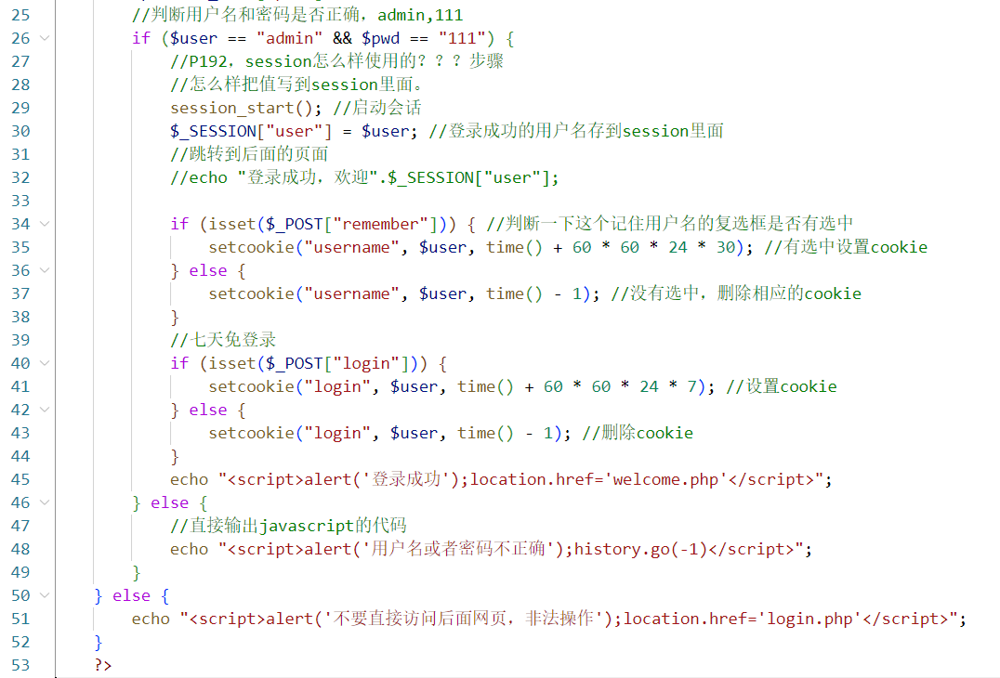 25 //判断用户名和密码是否正确，admin,111
26 if ($user == "admin" && $pwd == "111") {
27 //P192，session怎么样使用的？？？步骤
28 //怎么样把值写到session里面。
29 session_start(); //启动会话
30 $_SESSION["user"] = $user; //登录成功的用户名存到session里面
31 //跳转到后面的页面
32 //echo "登录成功，欢迎".$_SESSION["user"];
33
34 if (isset($_POST["remember"])) { //判断一下这个记住用户名的复选框是否有选中
35 setcookie("username", $user, time() + 60 * 60 * 24 * 30); //有选中设置cookie
36 } else {
37 setcookie("username", $user, time() - 1); //没有选中，删除相应的cookie
38 }
39 //七天免登录
40 if (isset($_POST["login"])) {
41 setcookie("login", $user, time() + 60 * 60 * 24 * 7); //设置cookie
42 } else {
43 setcookie("login", $user, time() - 1); //删除cookie
44 }
45 echo "<script>alert('登录成功');location.href='welcome.php'</script>";
46 } else {
47 //直接输出javascript的代码
48 echo "<script>alert('用户名或者密码不正确');history.go(-1)</script>";
49 }
50 } else {
51 echo "<script>alert('不要直接访问后面网页，非法操作');location.href='login.php'</script>";
52 }
53 ?>